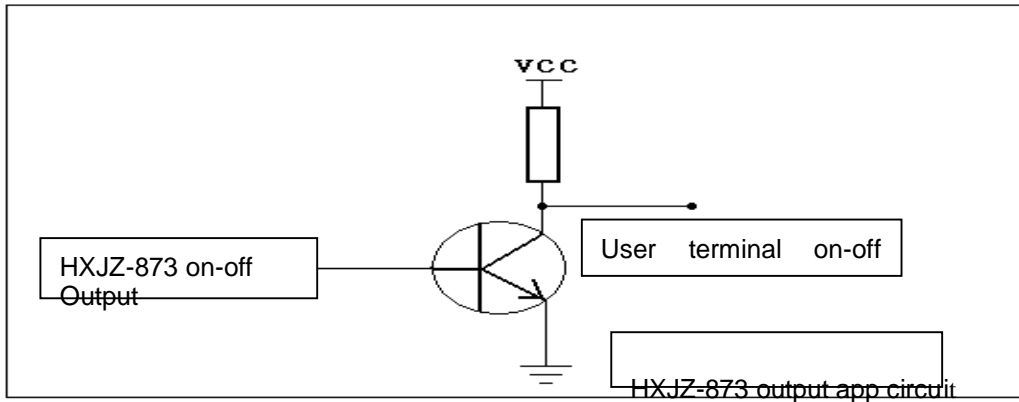 VCC
HXJZ-873 on-off
Output
User terminal on-off
HXJZ-873 output app circuit